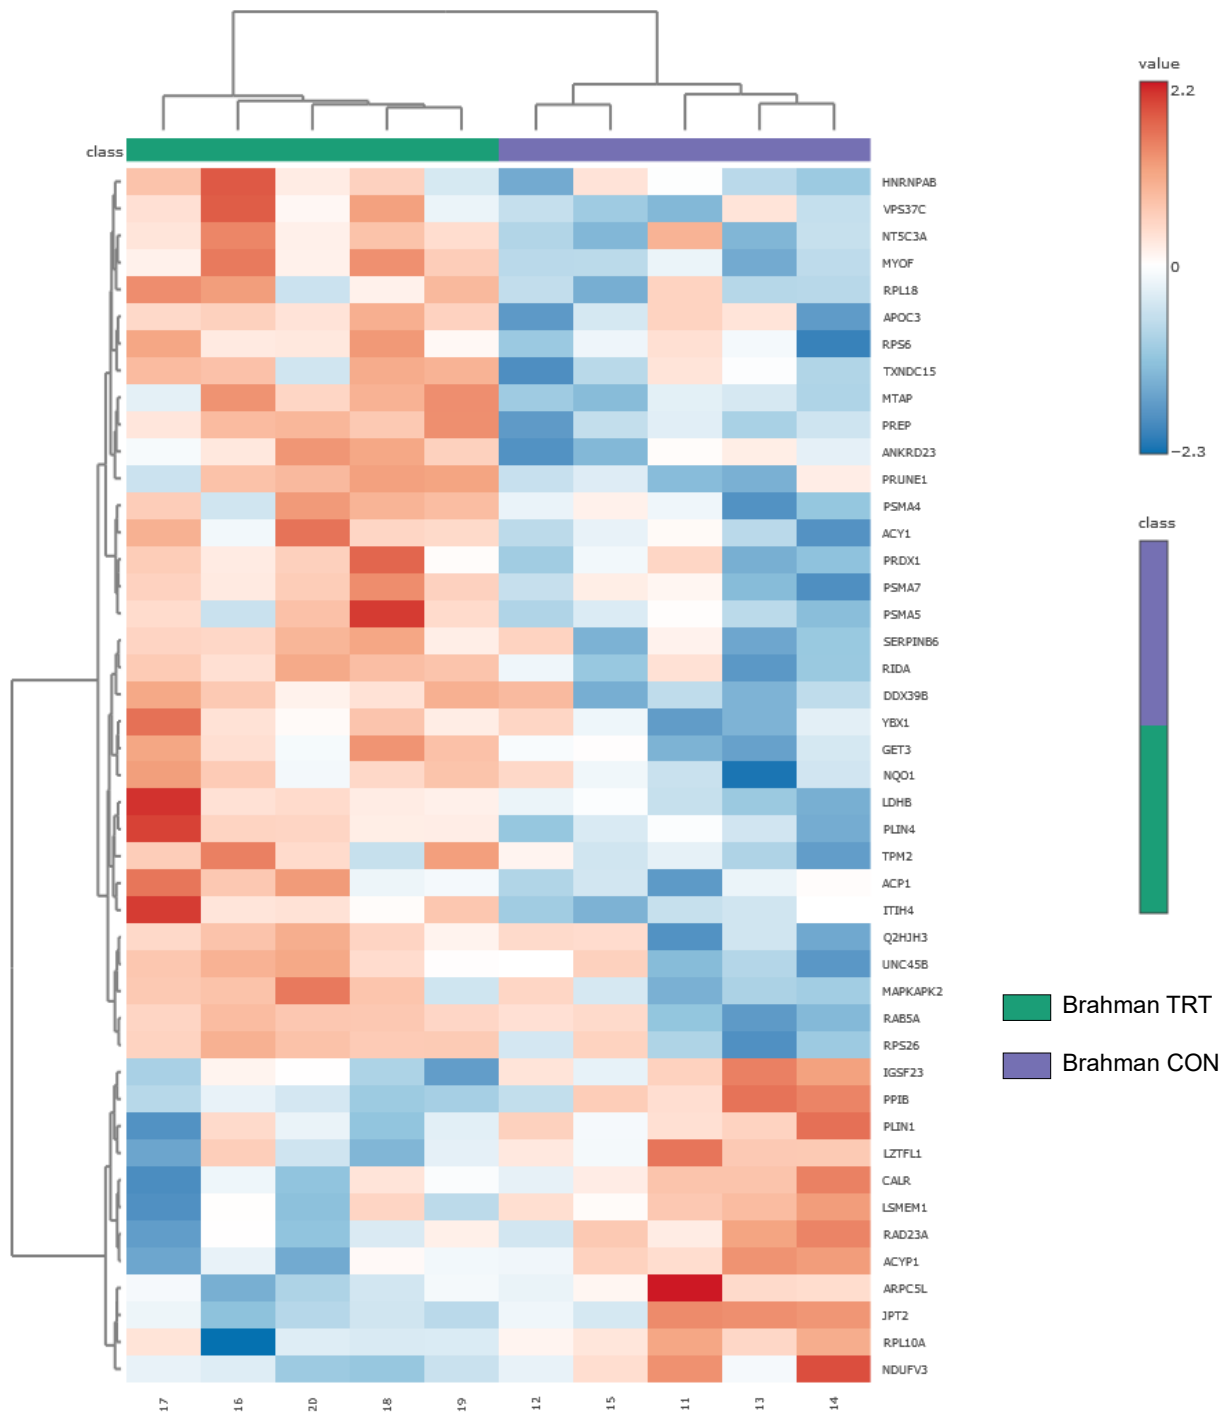 value
2.2
0
−2.3
class
class
HNRNPAB
VPS37C
NT5C3A
MYOF
RPL18
APOC3
RPS6
TXNDC15
MTAP
PREP
ANKRD23
PRUNE1
PSMA4
ACY1
PRDX1
PSMA7
PSMA5
SERPINB6
RIDA
DDX39B
YBX1
GET3
NQO1
LDHB
PLIN4
TPM2
ACP1
ITIH4
Q2HJH3
UNC45B
MAPKAPK2
RAB5A
RPS26
IGSF23
PPIB
PLIN1
LZTFL1
CALR
LSMEM1
RAD23A
ACYP1
ARPC5L
JPT2
RPL10A
NDUFV3
Brahman TRT
Brahman CON
17 16 20 18 19 12 15 11 13 14